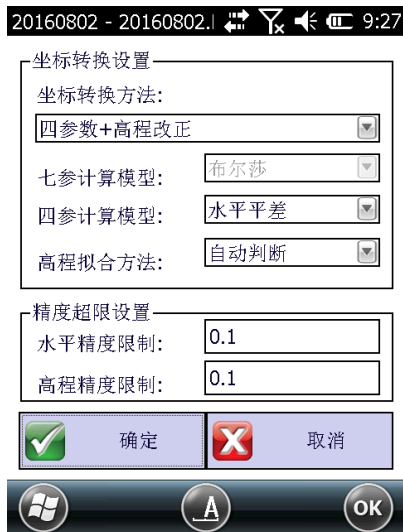 20160802 - 20160802.l 9:27
坐标转换设置
坐标转换方法:
四参数+高程改正
七参计算模型: 布尔莎
四参计算模型: 水平平差
高程拟合方法: 自动判断
精度超限设置
水平精度限制: 0.1
高程精度限制: 0.1
确定 取消
A OK